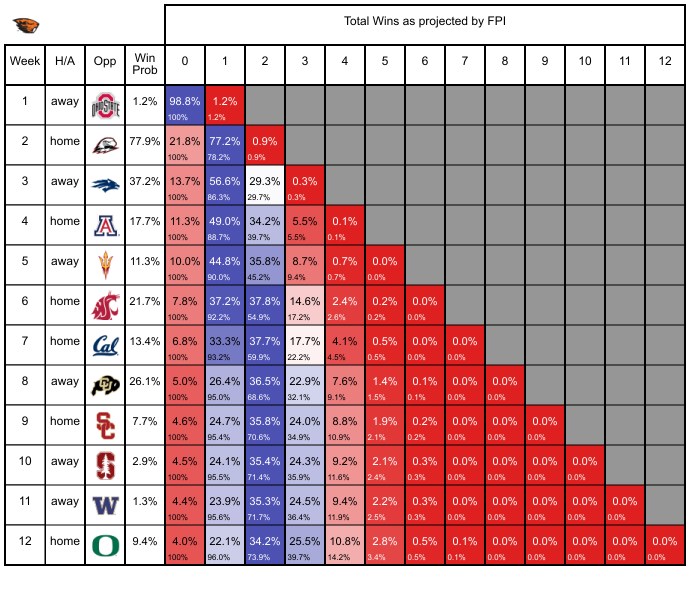 Total Wins as projected by FPI
Week H/A Opp Win Prob 0 1 2 3 4 5 6 7 8 9 10 11 12
1 away OHIO STATE 1.2% 98.8% 1.2%
100% 1.2%
2 home 77.9% 21.8% 77.2% 0.9%
100% 78.2% 0.9%
3 away 37.2% 13.7% 56.6% 29.3% 0.3%
100% 86.3% 29.7% 0.3%
4 home A 17.7% 11.3% 49.0% 34.2% 5.5% 0.1%
100% 88.7% 39.7% 5.5% 0.1%
5 away 11.3% 10.0% 44.8% 35.8% 8.7% 0.7% 0.0%
100% 90.0% 45.2% 9.4% 0.7% 0.0%
6 home 21.7% 7.8% 37.2% 37.8% 14.6% 2.4% 0.2% 0.0%
100% 92.2% 54.9% 17.2% 2.6% 0.2% 0.0%
7 home Cal 13.4% 6.8% 33.3% 37.7% 17.7% 4.1% 0.5% 0.0% 0.0%
100% 93.2% 59.9% 22.2% 4.5% 0.5% 0.0% 0.0%
8 away CU 26.1% 5.0% 26.4% 36.5% 22.9% 7.6% 1.4% 0.1% 0.0% 0.0%
100% 95.0% 68.6% 32.1% 9.1% 1.5% 0.1% 0.0% 0.0%
9 home SC 7.7% 4.6% 24.7% 35.8% 24.0% 8.8% 1.9% 0.2% 0.0% 0.0% 0.0%
100% 95.4% 70.6% 34.9% 10.9% 2.1% 0.2% 0.0% 0.0% 0.0%
10 away S 2.9% 4.5% 24.1% 35.4% 24.3% 9.2% 2.1% 0.3% 0.0% 0.0% 0.0% 0.0%
100% 95.5% 71.4% 35.9% 11.6% 2.4% 0.3% 0.0% 0.0% 0.0% 0.0%
11 away W 1.3% 4.4% 23.9% 35.3% 24.5% 9.4% 2.2% 0.3% 0.0% 0.0% 0.0% 0.0% 0.0%
100% 95.6% 71.7% 36.4% 11.9% 2.5% 0.3% 0.0% 0.0% 0.0% 0.0% 0.0%
12 home O 9.4% 4.0% 22.1% 34.2% 25.5% 10.8% 2.8% 0.5% 0.1% 0.0% 0.0% 0.0% 0.0% 0.0%
100% 96.0% 73.9% 39.7% 14.2% 3.4% 0.5% 0.1% 0.0% 0.0% 0.0% 0.0% 0.0%